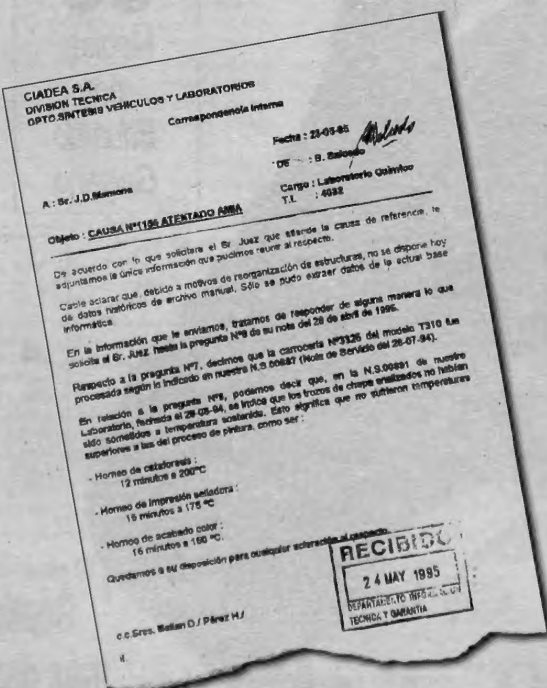 CIADEA S.A.
DIVISION TECNICA
DPTO.SINTESIS VEHICULOS Y LABORATORIOS
Correspondencia Interna
Fecha : 23-05-95
De : B. Salcedo
A : Sr. J.D.Mamone
Cargo : Laboratorio Químico
T.I. : 4032
Objeto : CAUSA Nº1156 ATENTADO AMIA
De acuerdo con lo que solicitara el Sr. Juez que atiende la causa de referencia, le
adjuntamos la única información que pudimos reunir al respecto.
Cabe aclarar que, debido a motivos de reorganización de estructuras, no se dispone hoy
de datos históricos de archivo manual. Sólo se pudo extraer datos de la actual base
informática.
En la información que le enviamos, tratamos de responder de alguna manera lo que
solicita el Sr. Juez hasta la pregunta Nº8 de su nota del 28 de abril de 1995.
Respecto a la pregunta Nº7, decimos que la carrocería Nº3325 del modelo T310 fue
procesada según lo indicado en nuestra N.S.00887 (Nota de Servicio del 26-07-94).
En relación a la pregunta Nº8, podemos decir que, en la N.S.00891 de nuestro
Laboratorio, fechada el 29-08-94, se indica que los trozos de chapa analizados no habían
sido sometidos a temperatura sostenida. Esto significa que no sufrieron temperaturas
superiores a las del proceso de pintura, como ser :
- Horneo de cataforesis :
12 minutos a 200ºC
- Horneo de impresión selladora :
15 minutos a 175 ºC
- Horneo de acabado color :
16 minutos a 150 ºC.
Quedamos a su disposición para cualquier aclaración al respecto.
RECIBIDO
24 MAY 1995
DEPARTAMENTO
TECNICA Y GARANTIA
c.c Sres. Bellan D./ Pérez H./